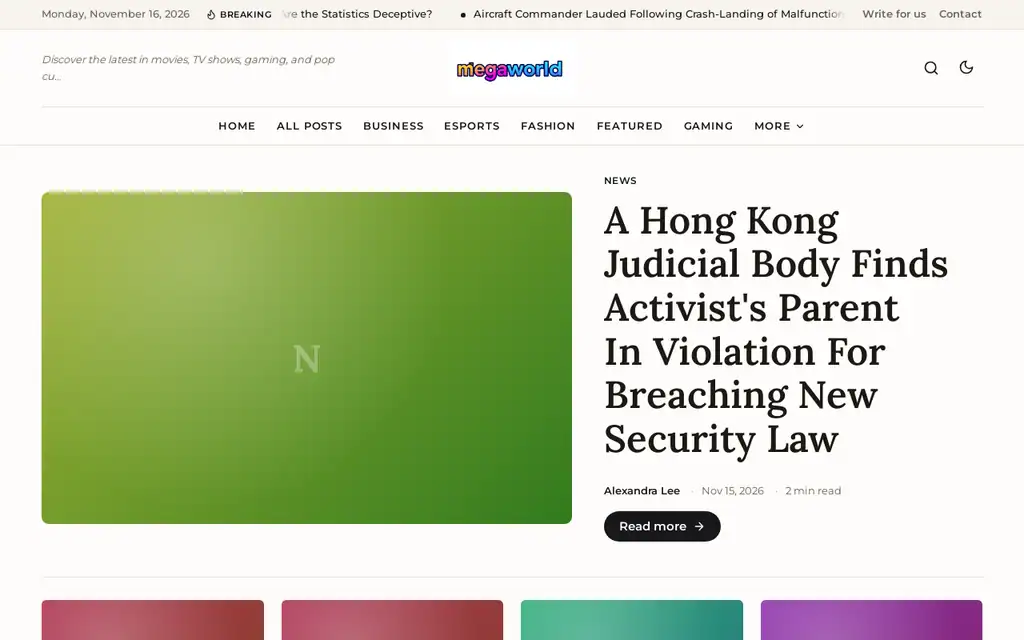 Monday, November 16, 2026 BREAKING re the Statistics Deceptive? • Aircraft Commander Lauded Following Crash-Landing of Malfunction Write for us Contact
Discover the latest in movies, TV shows, gaming, and pop
cu...
megaworld
HOME ALL POSTS BUSINESS ESPORTS FASHION FEATURED GAMING MORE
NEWS
A Hong Kong
Judicial Body Finds
Activist's Parent
In Violation For
Breaching New
Security Law
N
Alexandra Lee · Nov 15, 2026 · 2 min read
Read more →